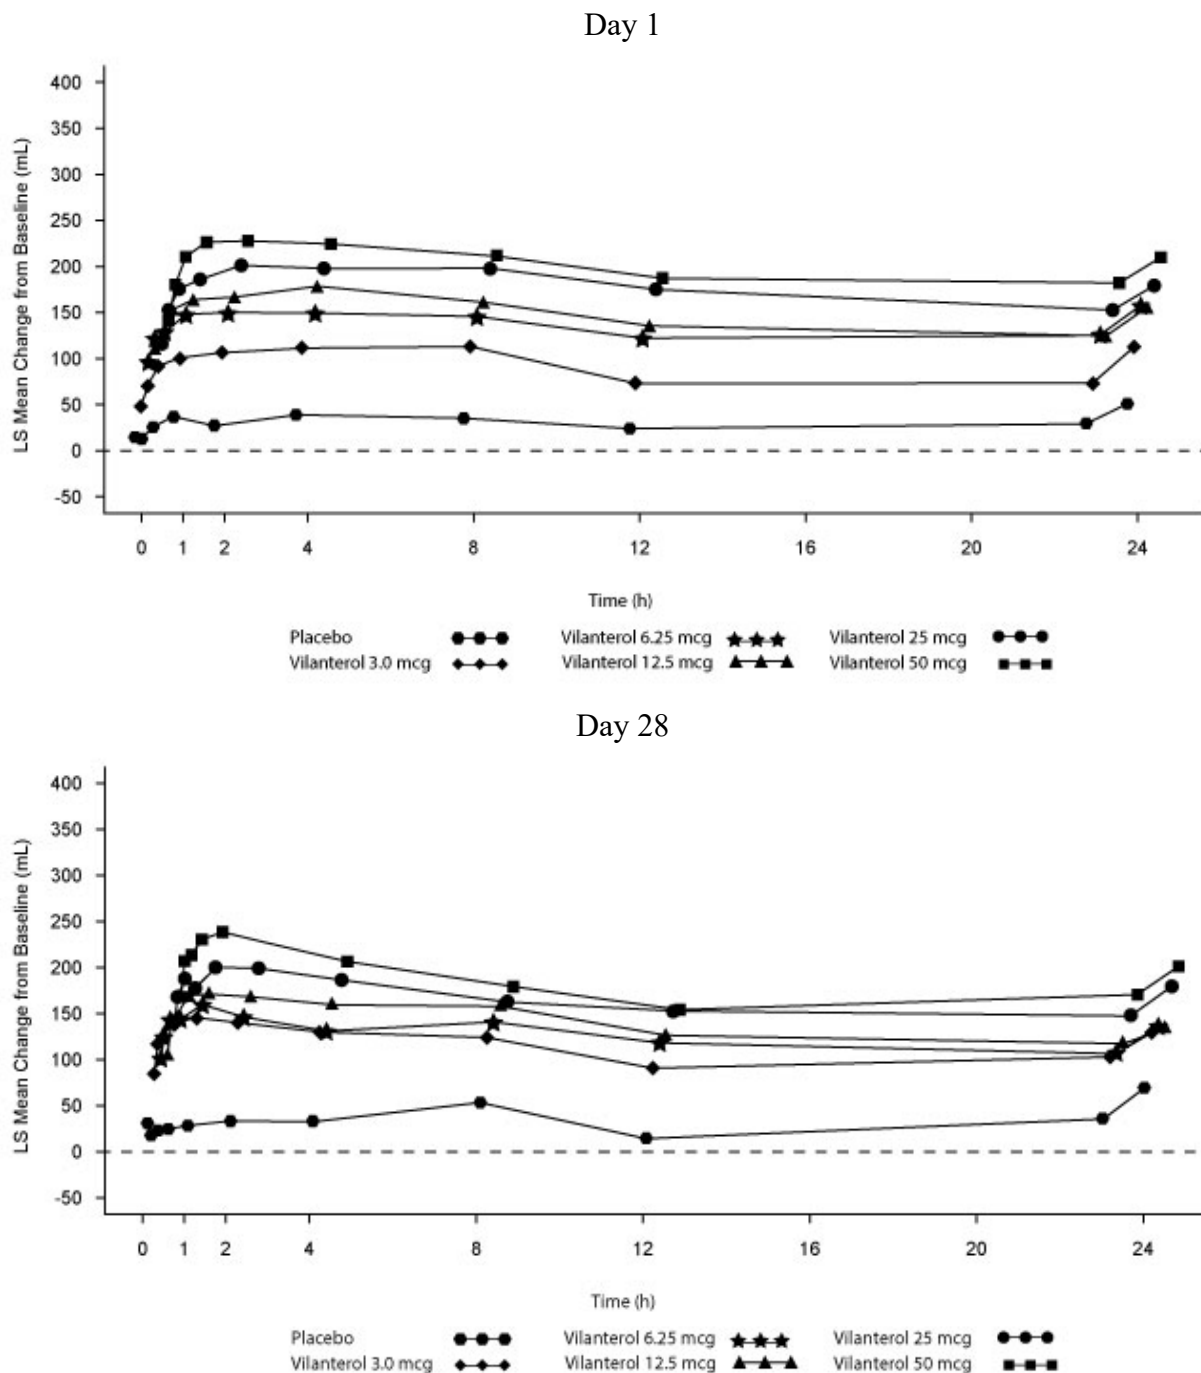 Day 1
LS Mean Change from Baseline (mL)
400
350
300
250
200
150
100
50
0
-50
0 1 2 4 8 12 16 20 24
Time (h)
Placebo Vilanterol 6.25 mcg Vilanterol 25 mcg
Vilanterol 3.0 mcg Vilanterol 12.5 mcg Vilanterol 50 mcg
Day 28
LS Mean Change from Baseline (mL)
400
350
300
250
200
150
100
50
0
-50
0 1 2 4 8 12 16 20 24
Time (h)
Placebo Vilanterol 6.25 mcg Vilanterol 25 mcg
Vilanterol 3.0 mcg Vilanterol 12.5 mcg Vilanterol 50 mcg